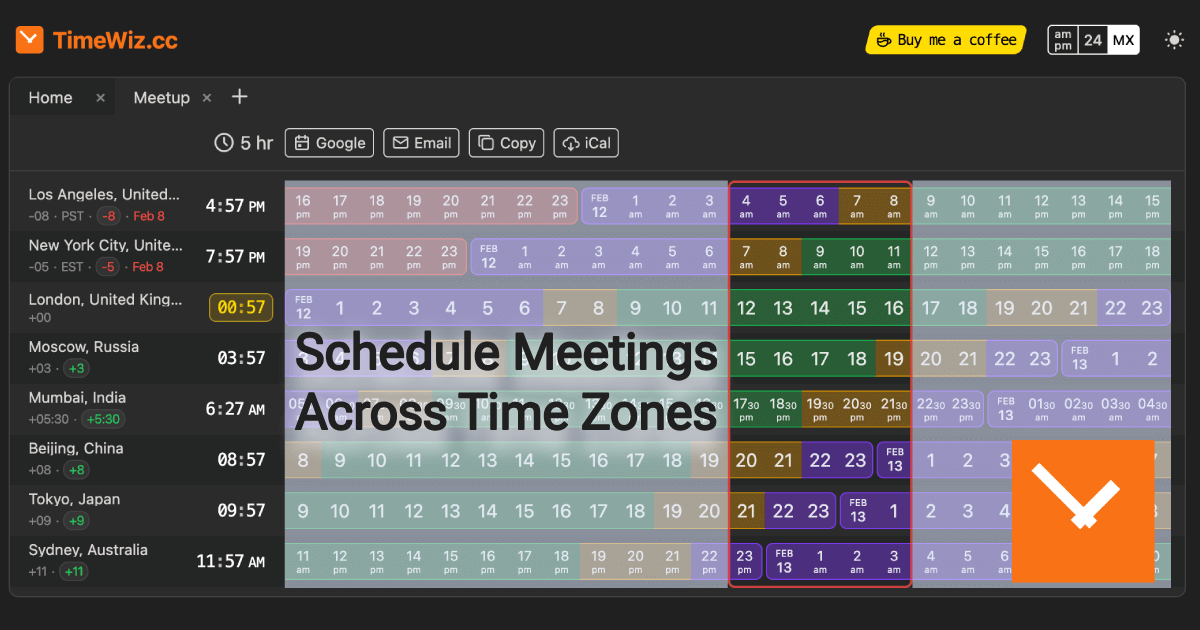 TimeWiz.cc
Buy me a coffee
am pm 24 MX
Home × Meetup × +
5 hr Google Email Copy iCal
Los Angeles, United...
-08 · PST · -8 · Feb 8
4:57 PM
16 pm 17 pm 18 pm 19 pm 20 pm 21 pm 22 pm 23 pm FEB 12 1 am 2 am 3 am 4 am 5 am 6 am 7 am 8 am 9 am 10 am 11 am 12 pm 13 pm 14 pm 15 pm
New York City, Unite...
-05 · EST · -5 · Feb 8
7:57 PM
19 pm 20 pm 21 pm 22 pm 23 pm FEB 12 1 am 2 am 3 am 4 am 5 am 6 am 7 am 8 am 9 am 10 am 11 am 12 pm 13 pm 14 pm 15 pm 16 pm 17 pm 18 pm
London, United King...
+00
00:57
FEB 12 1 2 3 4 5 6 7 8 9 10 11 12 13 14 15 16 17 18 19 20 21 22 23
Schedule Meetings
Across Time Zones
Moscow, Russia
+03 · +3
03:57
15 16 17 18 19 20 21 22 23 FEB 13 1 2
Mumbai, India
+05:30 · +5:30
6:27 AM
1730 pm 1830 pm 1930 pm 2030 pm 2130 pm 2230 pm 2330 pm FEB 13 0130 am 0230 am 0330 am 0430 am
Beijing, China
+08 · +8
08:57
8 9 10 11 12 13 14 15 16 17 18 19 20 21 22 23 FEB 13 1 2 3
Tokyo, Japan
+09 · +9
09:57
9 10 11 12 13 14 15 16 17 18 19 20 21 22 23 FEB 13 1 2 3 4
Sydney, Australia
+11 · +11
11:57 AM
11 am 12 pm 13 pm 14 pm 15 pm 16 pm 17 pm 18 pm 19 pm 20 pm 21 pm 22 pm 23 pm FEB 13 1 am 2 am 3 am 4 am 5 am 6 am